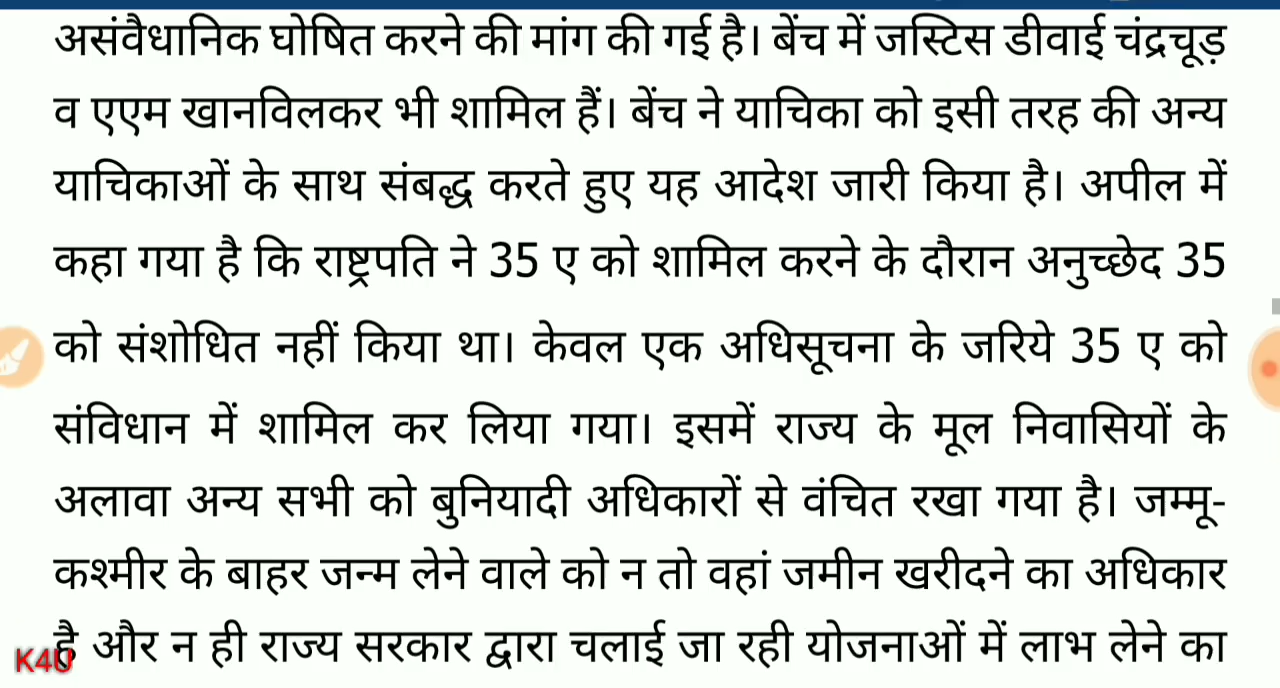 असंवैधानिक घोषित करने की मांग की गई है। बेंच में जस्टिस डीवाई चंद्रचूड़
व एएम खानविलकर भी शामिल हैं। बेंच ने याचिका को इसी तरह की अन्य
याचिकाओं के साथ संबद्ध करते हुए यह आदेश जारी किया है। अपील में
कहा गया है कि राष्ट्रपति ने 35 ए को शामिल करने के दौरान अनुच्छेद 35
को संशोधित नहीं किया था। केवल एक अधिसूचना के जरिये 35 ए को
संविधान में शामिल कर लिया गया। इसमें राज्य के मूल निवासियों के
अलावा अन्य सभी को बुनियादी अधिकारों से वंचित रखा गया है। जम्मू-
कश्मीर के बाहर जन्म लेने वाले को न तो वहां जमीन खरीदने का अधिकार
है और न ही राज्य सरकार द्वारा चलाई जा रही योजनाओं में लाभ लेने का
K4U